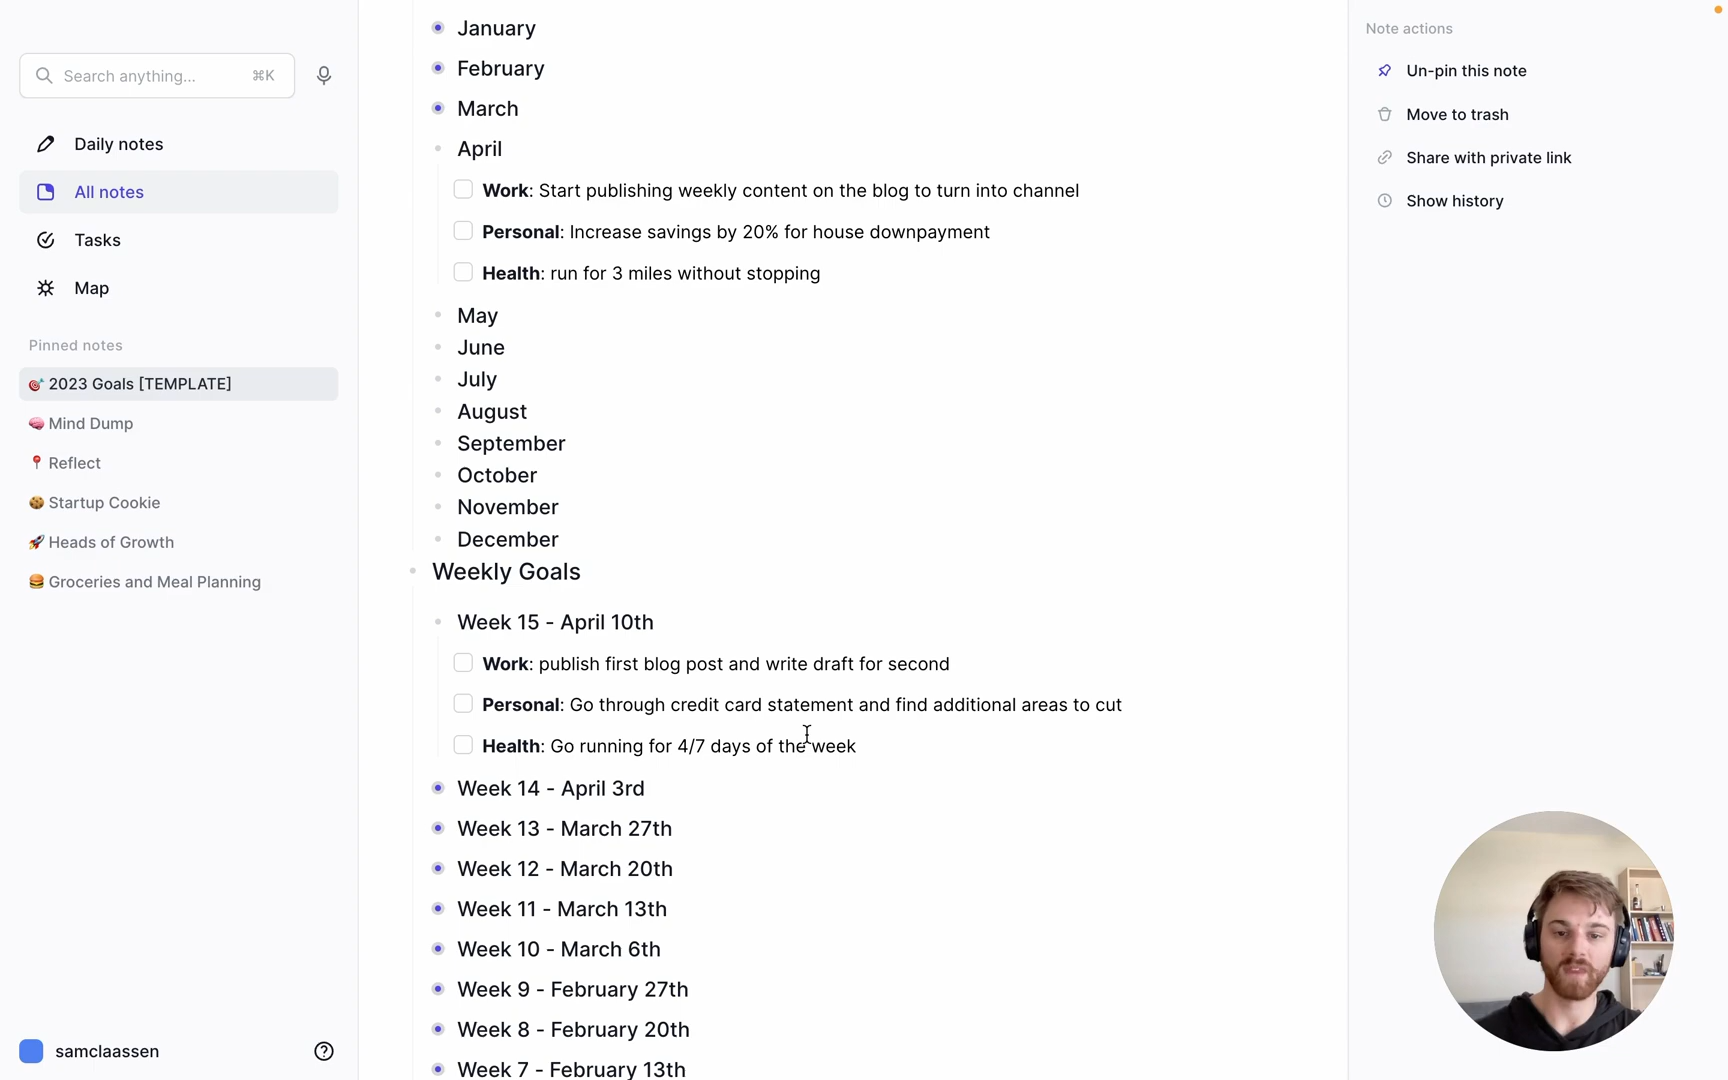 Search anything...
⌘K
Daily notes
All notes
Tasks
Map
Pinned notes
🎯 2023 Goals [TEMPLATE]
🧠 Mind Dump
📍 Reflect
🍪 Startup Cookie
🚀 Heads of Growth
🍔 Groceries and Meal Planning
samclaassen
January
February
March
April
Work: Start publishing weekly content on the blog to turn into channel
Personal: Increase savings by 20% for house downpayment
Health: run for 3 miles without stopping
May
June
July
August
September
October
November
December
Weekly Goals
Week 15 - April 10th
Work: publish first blog post and write draft for second
Personal: Go through credit card statement and find additional areas to cut
Health: Go running for 4/7 days of the week
Week 14 - April 3rd
Week 13 - March 27th
Week 12 - March 20th
Week 11 - March 13th
Week 10 - March 6th
Week 9 - February 27th
Week 8 - February 20th
Week 7 - February 13th
Note actions
Un-pin this note
Move to trash
Share with private link
Show history